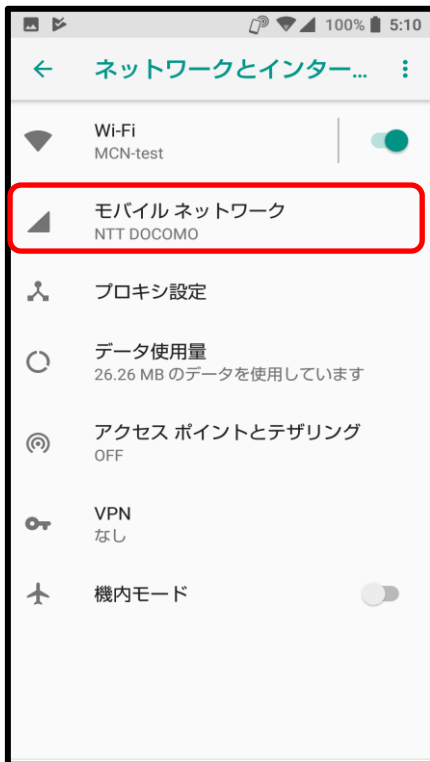 100% 5:10
ネットワークとインター...
Wi-Fi
MCN-test
モバイル ネットワーク
NTT DOCOMO
プロキシ設定
データ使用量
26.26 MB のデータを使用しています
アクセス ポイントとテザリング
OFF
VPN
なし
機内モード